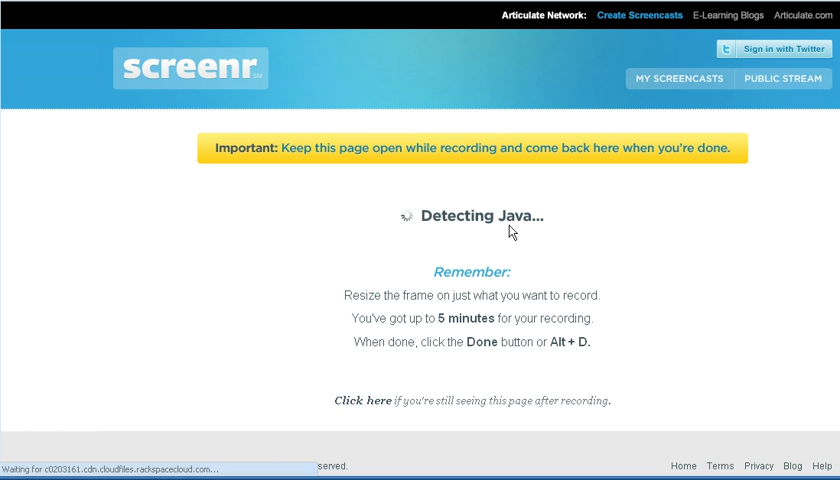 Articulate Network: Create Screencasts E-Learning Blogs Articulate.com
screenr
Sign in with Twitter
MY SCREENCASTS PUBLIC STREAM
Important: Keep this page open while recording and come back here when you're done.
Detecting Java...
Remember:
Resize the frame on just what you want to record.
You've got up to 5 minutes for your recording.
When done, click the Done button or Alt + D.
Click here if you're still seeing this page after recording.
Waiting for c0203161.cdn.cloudfiles.rackspacecloud.com... served. Home Terms Privacy Blog Help